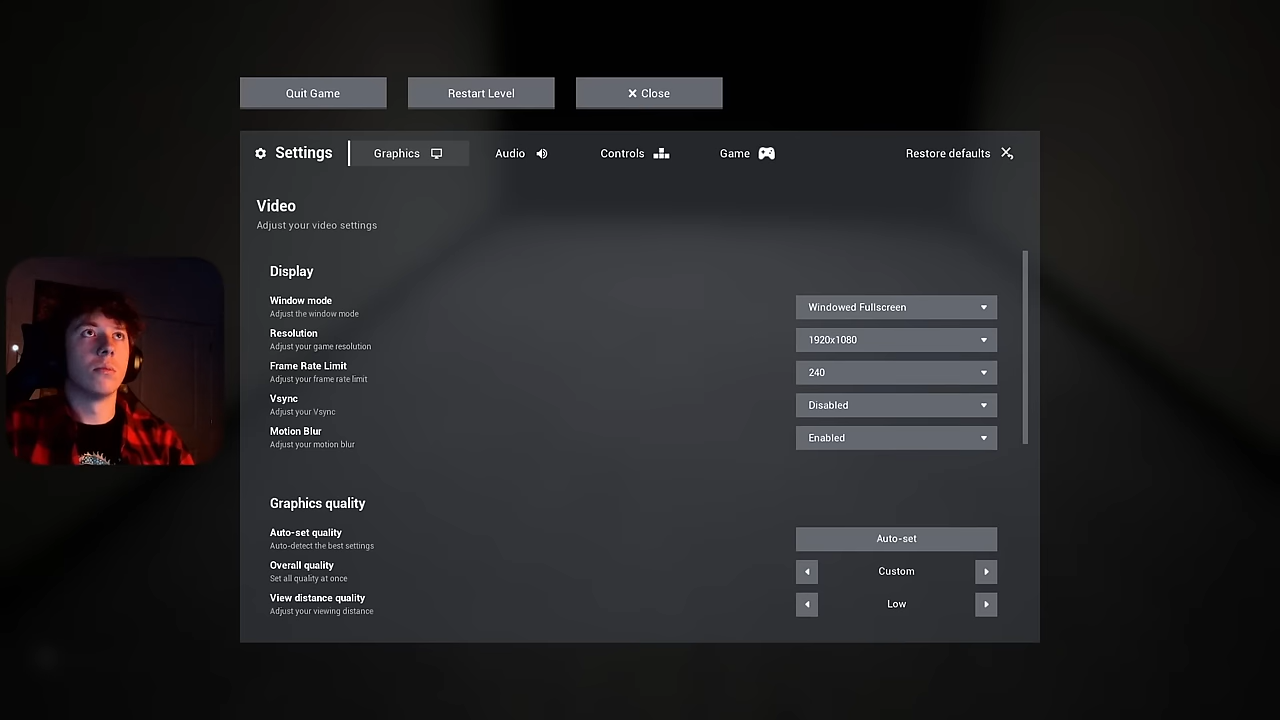 Quit Game
Restart Level
Close
Settings
Graphics
Audio
Controls
Game
Restore defaults
Video
Adjust your video settings
Display
Window mode
Adjust the window mode
Windowed Fullscreen
Resolution
Adjust your game resolution
1920x1080
Frame Rate Limit
Adjust your frame rate limit
240
Vsync
Adjust your Vsync
Disabled
Motion Blur
Adjust your motion blur
Enabled
Graphics quality
Auto-set quality
Auto-detect the best settings
Auto-set
Overall quality
Set all quality at once
Custom
View distance quality
Adjust your viewing distance
Low